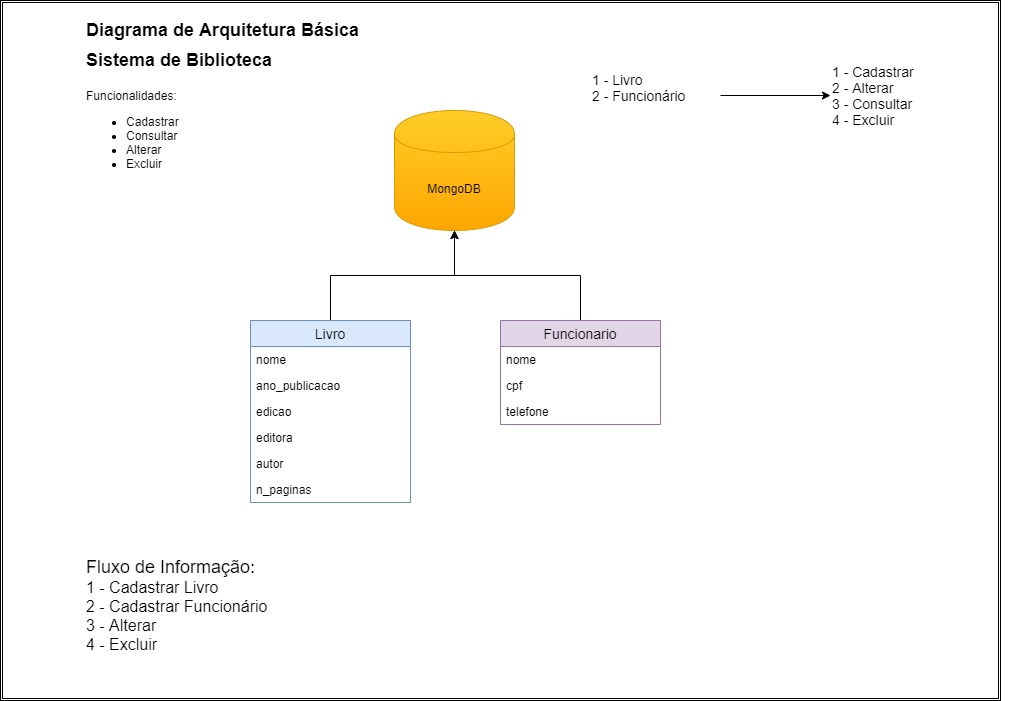 Diagrama de Arquitetura Básica
Sistema de Biblioteca
Funcionalidades:
Cadastrar
Consultar
Alterar
Excluir
1 - Livro
2 - Funcionário
1 - Cadastrar
2 - Alterar
3 - Consultar
4 - Excluir
MongoDB
Livro
nome
ano_publicacao
edicao
editora
autor
n_paginas
Funcionario
nome
cpf
telefone
Fluxo de Informação:
1 - Cadastrar Livro
2 - Cadastrar Funcionário
3 - Alterar
4 - Excluir